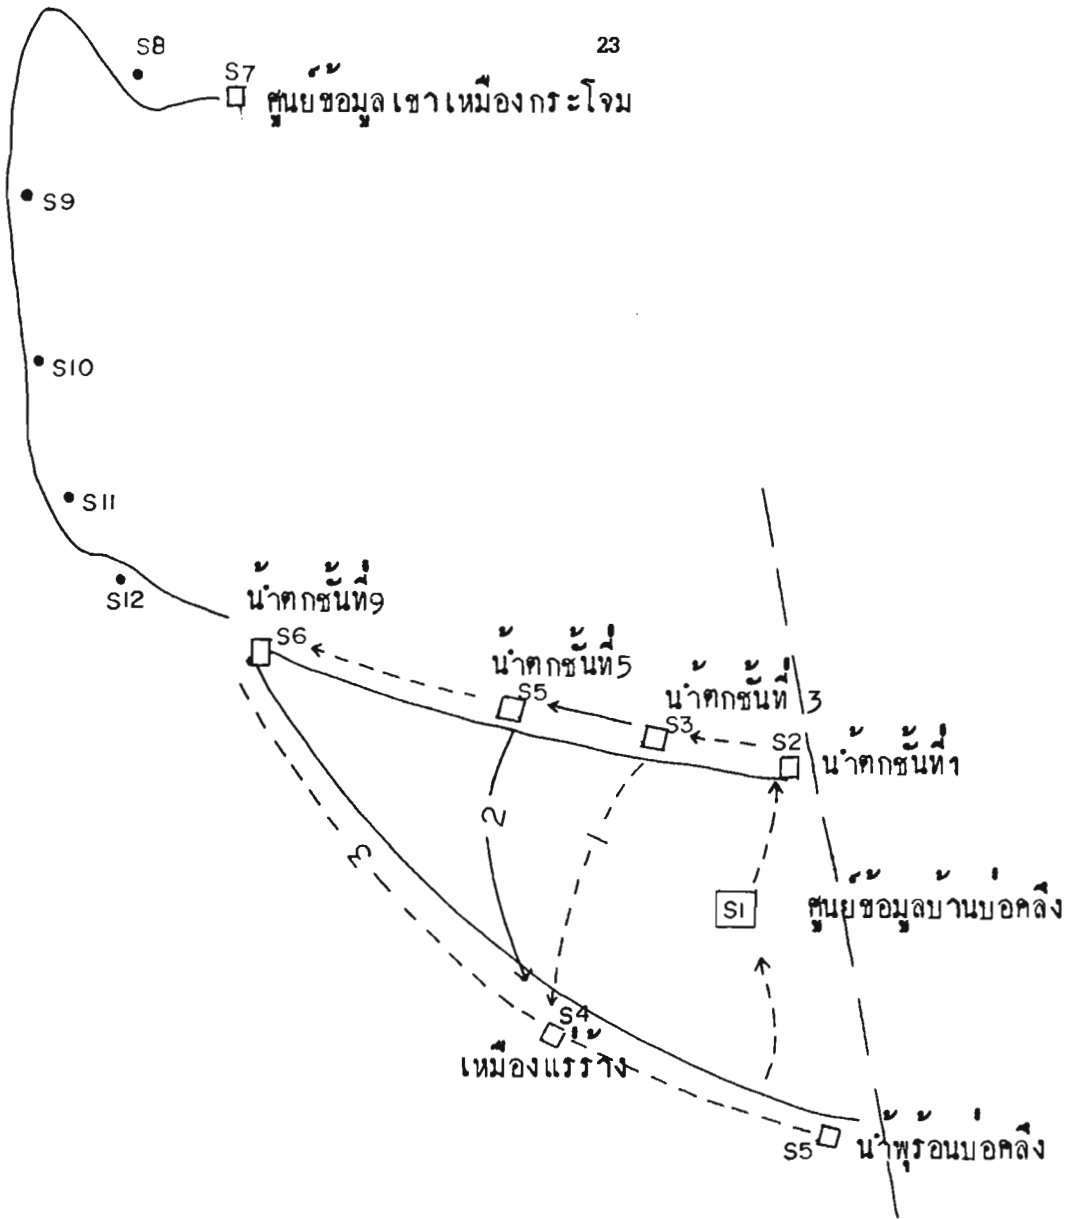 23
S8
S7
ศูนย์ข้อมูลเขาเหมืองกระโจม
S9
S10
S11
S12
น้ำตกชั้นที่9
S6
น้ำตกชั้นที่5
S5
น้ำตกชั้นที่ 3
S3
S2
น้ำตกชั้นที่1
2
1
3
S1
ศูนย์ข้อมูลบ้านบ่อคลึง
S4
เหมืองแร่ร้าง
S5
น้ำพุร้อนบ่อคลึง